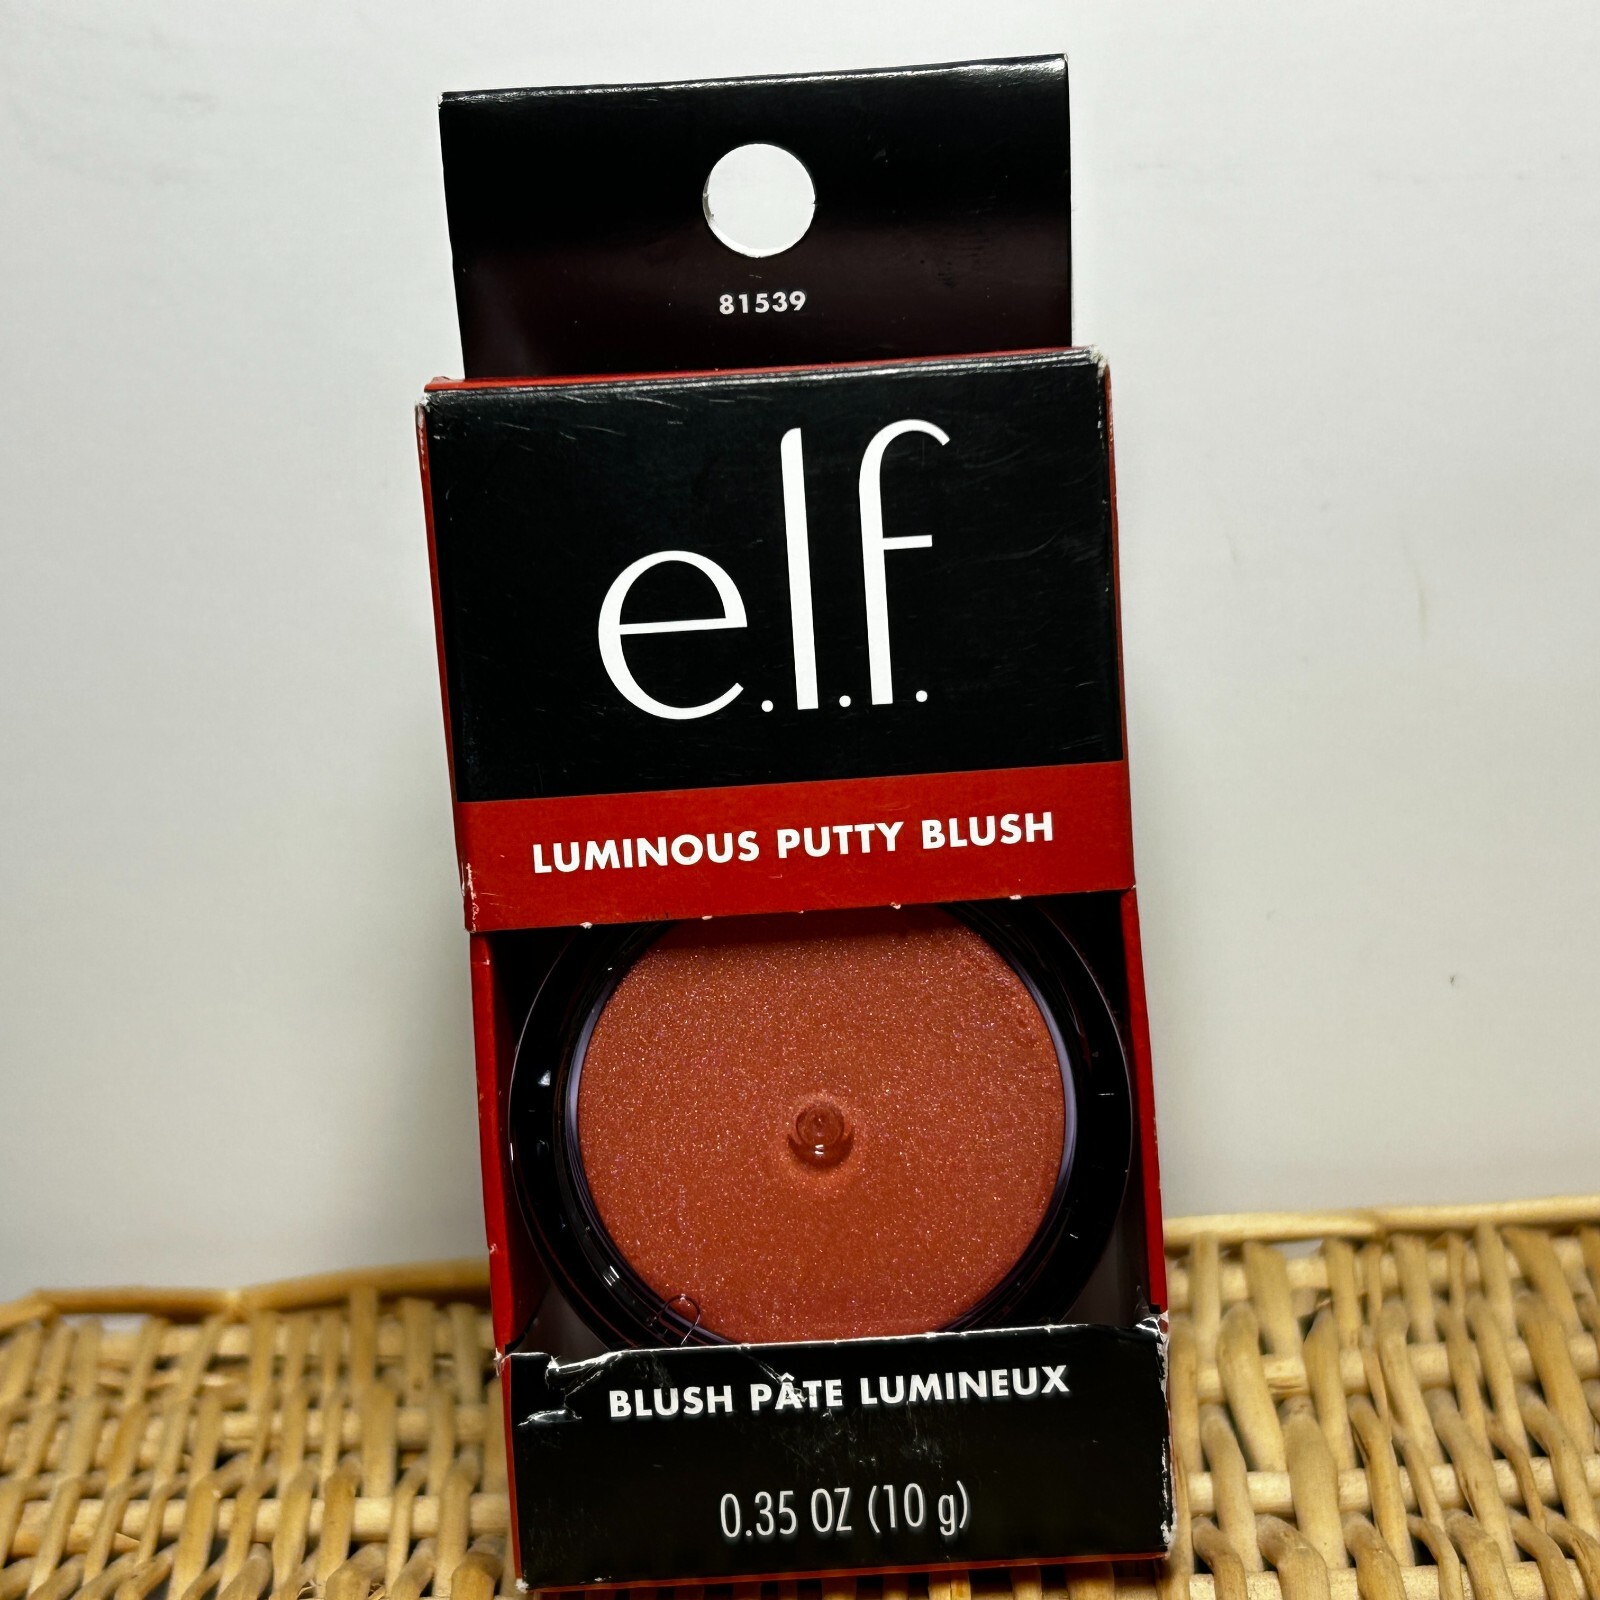 81539
e.l.f.
LUMINOUS PUTTY BLUSH
BLUSH PÂTE LUMINEUX
0.35 OZ (10 g)